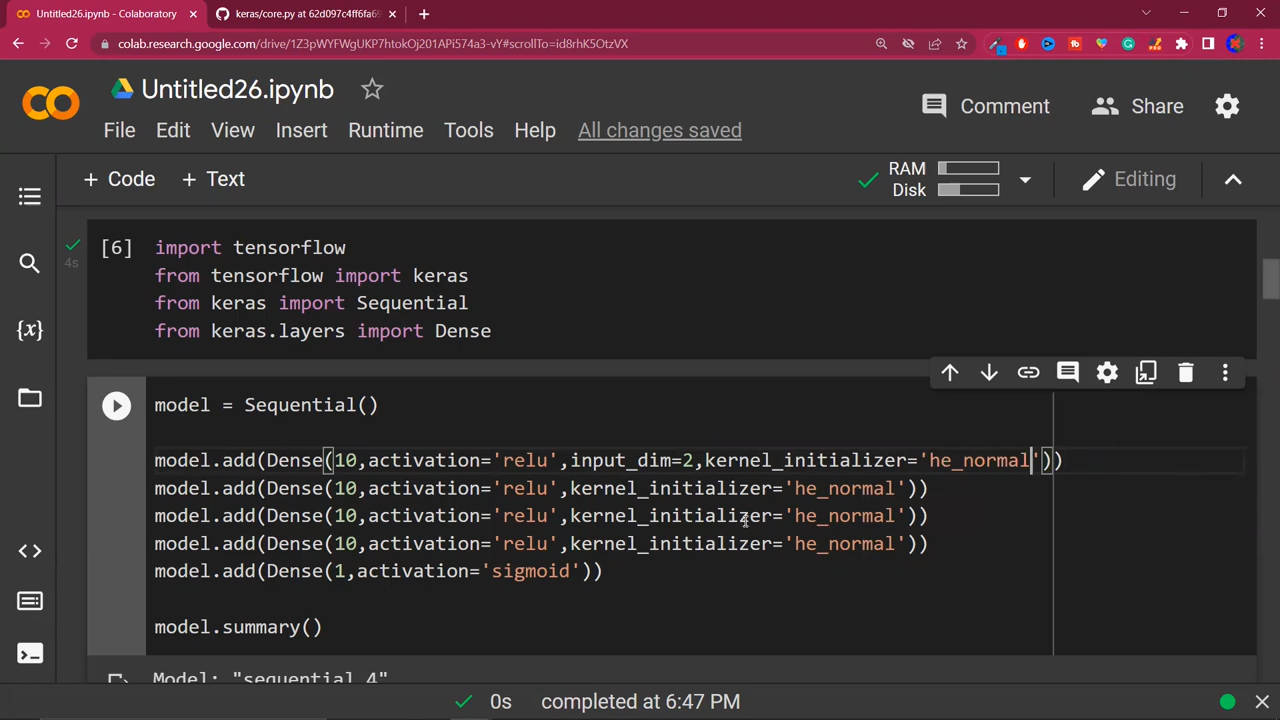 Untitled26.ipynb - Colaboratory
keras/core.py at 62d097c4ff6fa69
colab.research.google.com/drive/1Z3pWYFWgUKP7htokOj201APi574a3-vY#scrollTo=id8rhK5OtzVX
Untitled26.ipynb
Comment
Share
File Edit View Insert Runtime Tools Help All changes saved
+ Code + Text
RAM
Disk
Editing
[6]
4s
import tensorflow
from tensorflow import keras
from keras import Sequential
from keras.layers import Dense
model = Sequential()
model.add(Dense(10,activation='relu',input_dim=2,kernel_initializer='he_normal'))
model.add(Dense(10,activation='relu',kernel_initializer='he_normal'))
model.add(Dense(10,activation='relu',kernel_initializer='he_normal'))
model.add(Dense(10,activation='relu',kernel_initializer='he_normal'))
model.add(Dense(1,activation='sigmoid'))
model.summary()
Model: "sequential_4"
0s completed at 6:47 PM